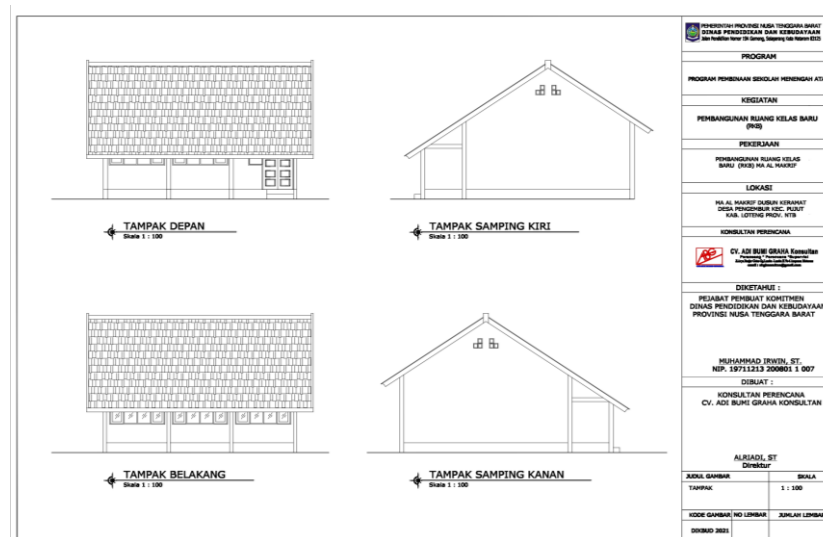 TAMPAK DEPAN
Skala 1 : 100
TAMPAK SAMPING KIRI
Skala 1 : 100
TAMPAK BELAKANG
Skala 1 : 100
TAMPAK SAMPING KANAN
Skala 1 : 100
PEMERINTAH PROVINSI NUSA TENGGARA BARAT
DINAS PENDIDIKAN DAN KEBUDAYAAN
PROGRAM
PROGRAM PEMBINAAN SEKOLAH MENENGAH ATA
KEGIATAN
PEMBANGUNAN RUANG KELAS BARU
(RKB)
PEKERJAAN
PEMBANGUNAN RUANG KELAS
BARU (RKB) MA AL MAKRIF
LOKASI
MA AL MAKRIF DUSUN KERAMAT
DESA PENGEMBUR KEC. PUJUT
KAB. LOTENG PROV. NTB
KONSULTAN PERENCANA
CV. ADI BUMI GRAHA Konsultan
DIKETAHUI :
PEJABAT PEMBUAT KOMITMEN
DINAS PENDIDIKAN DAN KEBUDAYAAN
PROVINSI NUSA TENGGARA BARAT
MUHAMMAD IRWIN, ST.
NIP. 19711213 200801 1 007
DIBUAT :
KONSULTAN PERENCANA
CV. ADI BUMI GRAHA KONSULTAN
ALRIADI, ST
Direktur
JUDUL GAMBAR SKALA
TAMPAK 1 : 100
KODE GAMBAR NO LEMBAR JUMLAH LEMBA
DIKBUD 2021